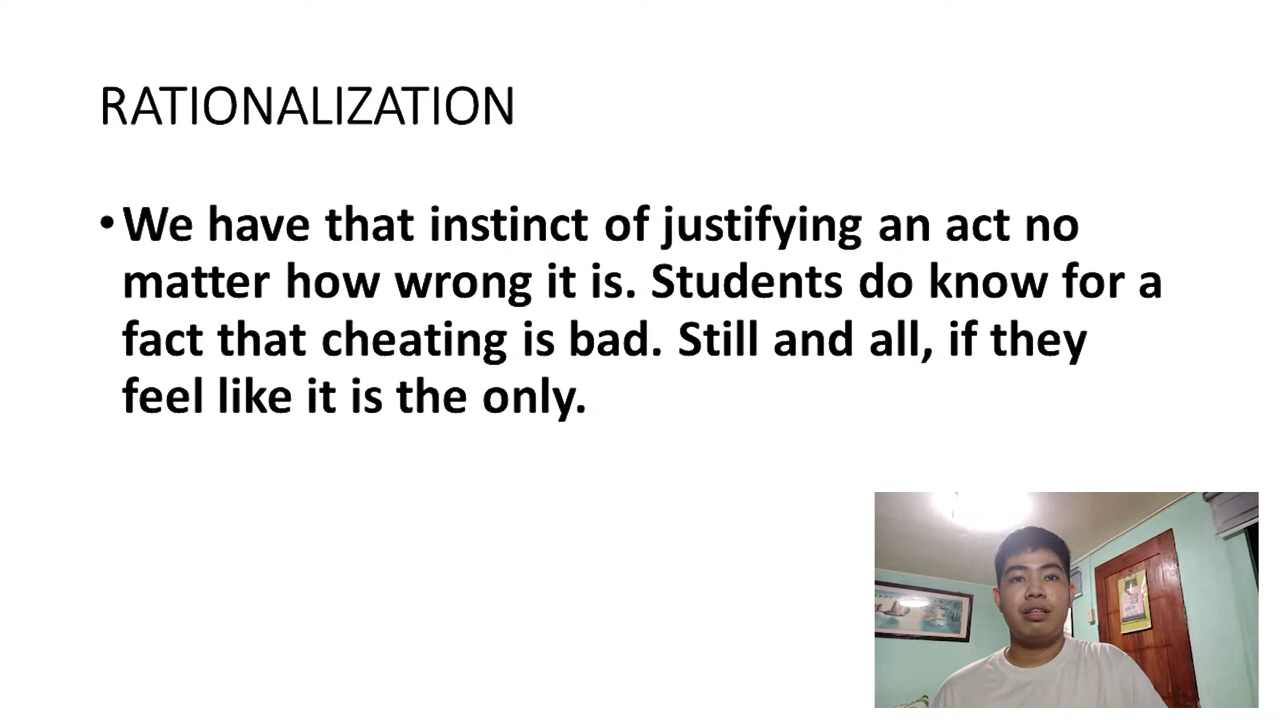 RATIONALIZATION
• We have that instinct of justifying an act no
matter how wrong it is. Students do know for a
fact that cheating is bad. Still and all, if they
feel like it is the only.